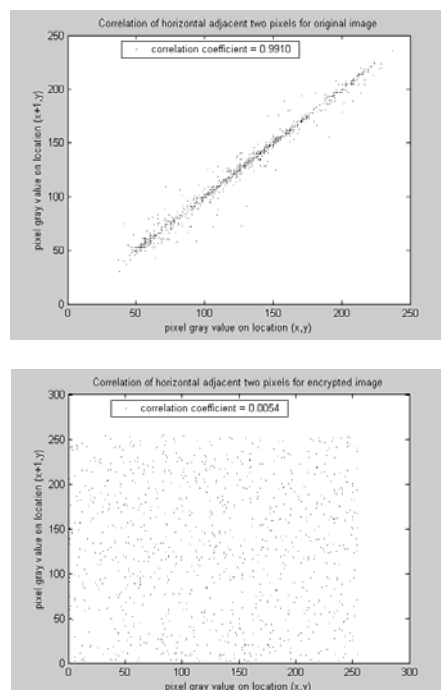 Correlation of horizontal adjacent two pixels for original image
correlation coefficient = 0.9910
250
200
150
100
50
0
pixel gray value on location (x+1,y)
0 50 100 150 200 250
pixel gray value on location (x,y)
Correlation of horizontal adjacent two pixels for encrypted image
correlation coefficient = 0.0054
300
250
200
150
100
50
0
pixel gray value on location (x+1,y)
0 50 100 150 200 250 300
pixel gray value on location (x,y)